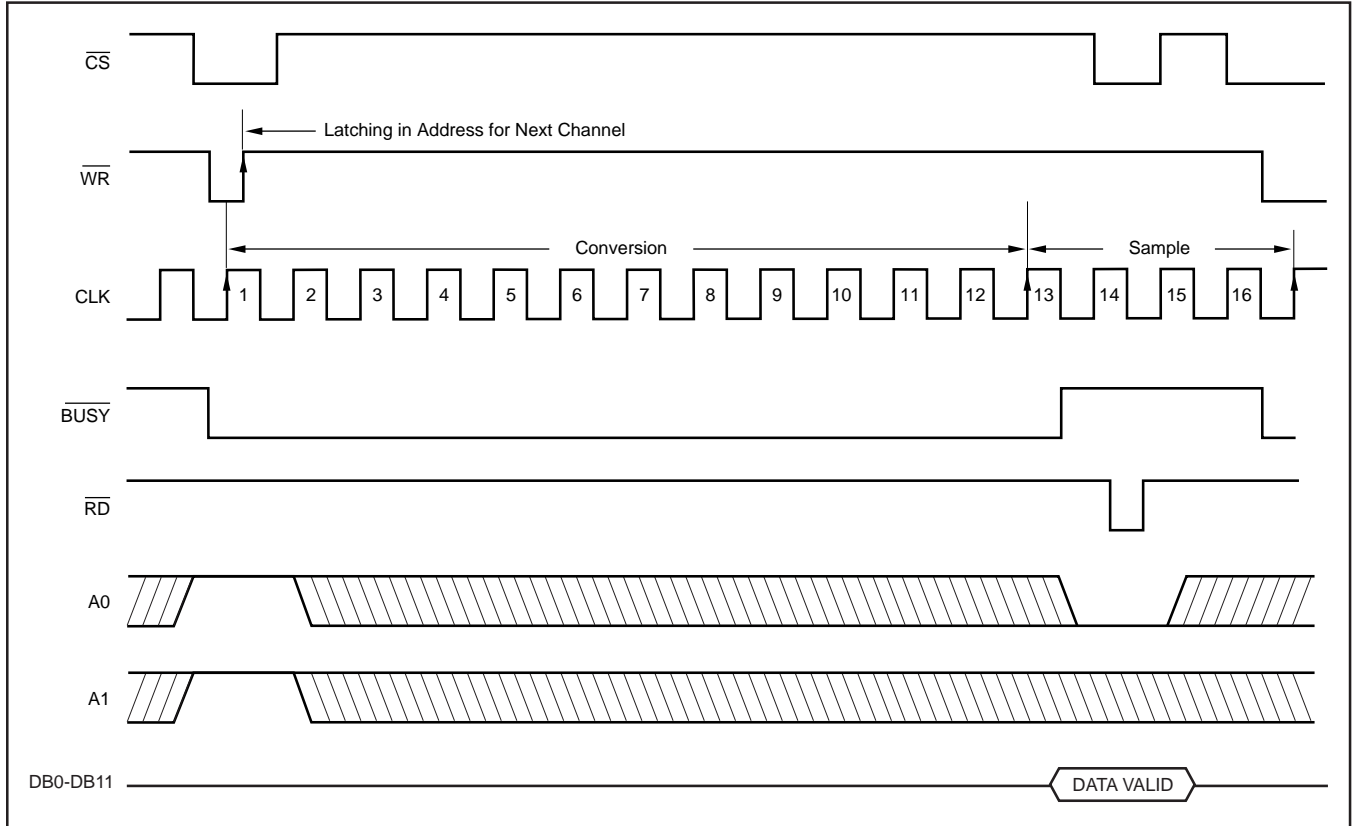 CS
Latching in Address for Next Channel
WR
Conversion Sample
CLK 1 2 3 4 5 6 7 8 9 10 11 12 13 14 15 16
BUSY
RD
A0
A1
DB0-DB11 DATA VALID